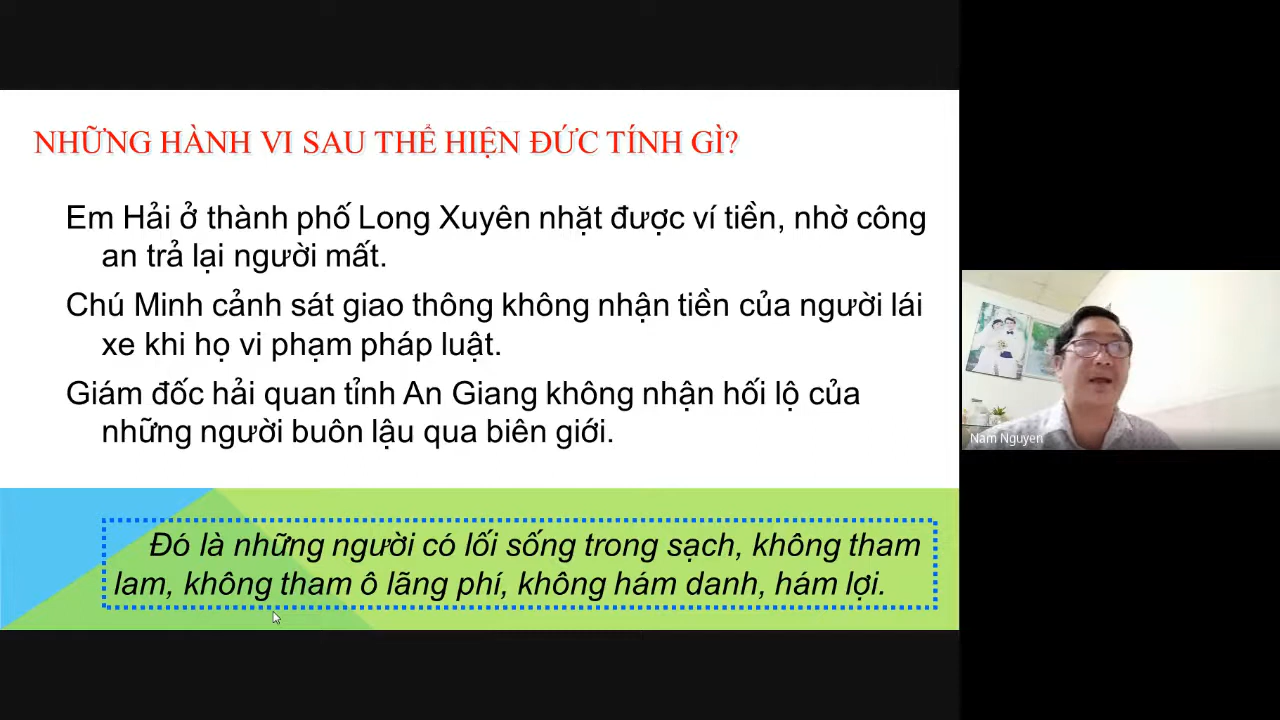 NHỮNG HÀNH VI SAU THỂ HIỆN ĐỨC TÍNH GÌ?
Em Hải ở thành phố Long Xuyên nhặt được ví tiền, nhờ công
an trả lại người mất.
Chú Minh cảnh sát giao thông không nhận tiền của người lái
xe khi họ vi phạm pháp luật.
Giám đốc hải quan tỉnh An Giang không nhận hối lộ của
những người buôn lậu qua biên giới.
Đó là những người có lối sống trong sạch, không tham
lam, không tham ô lãng phí, không hám danh, hám lợi.
Nam Nguyen